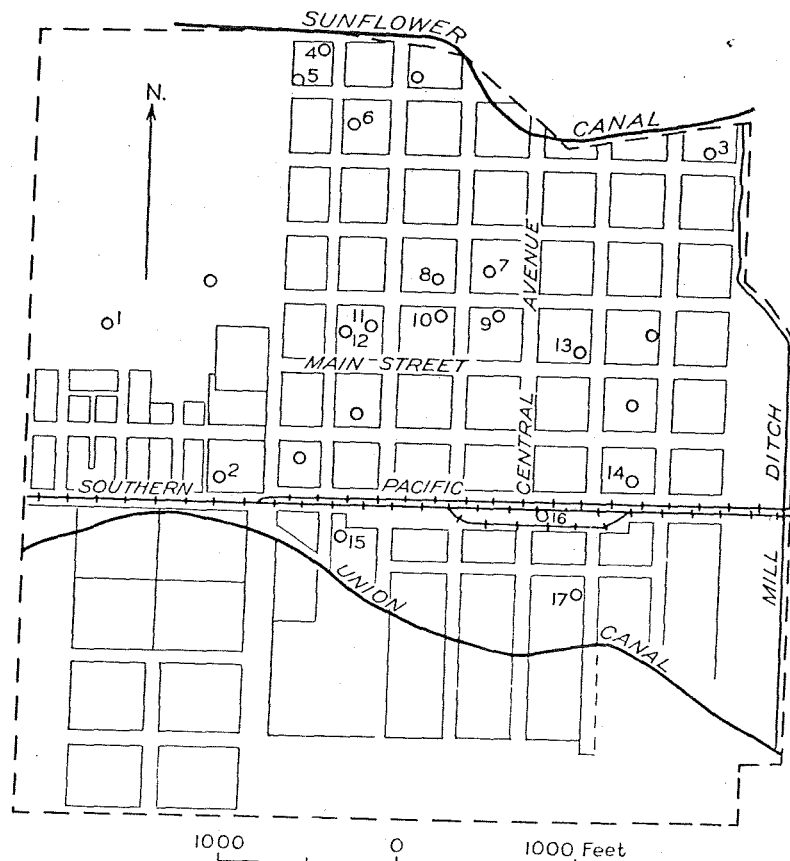 SUNFLOWER
4
5
N.
6
CANAL
3
AVENUE
8
7
1
11
10
9
12
13
MAIN STREET
CENTRAL
DITCH
2
14
SOUTHERN
PACIFIC
16
15
UNION
17
MILL
CANAL
1000
0
1000 Feet